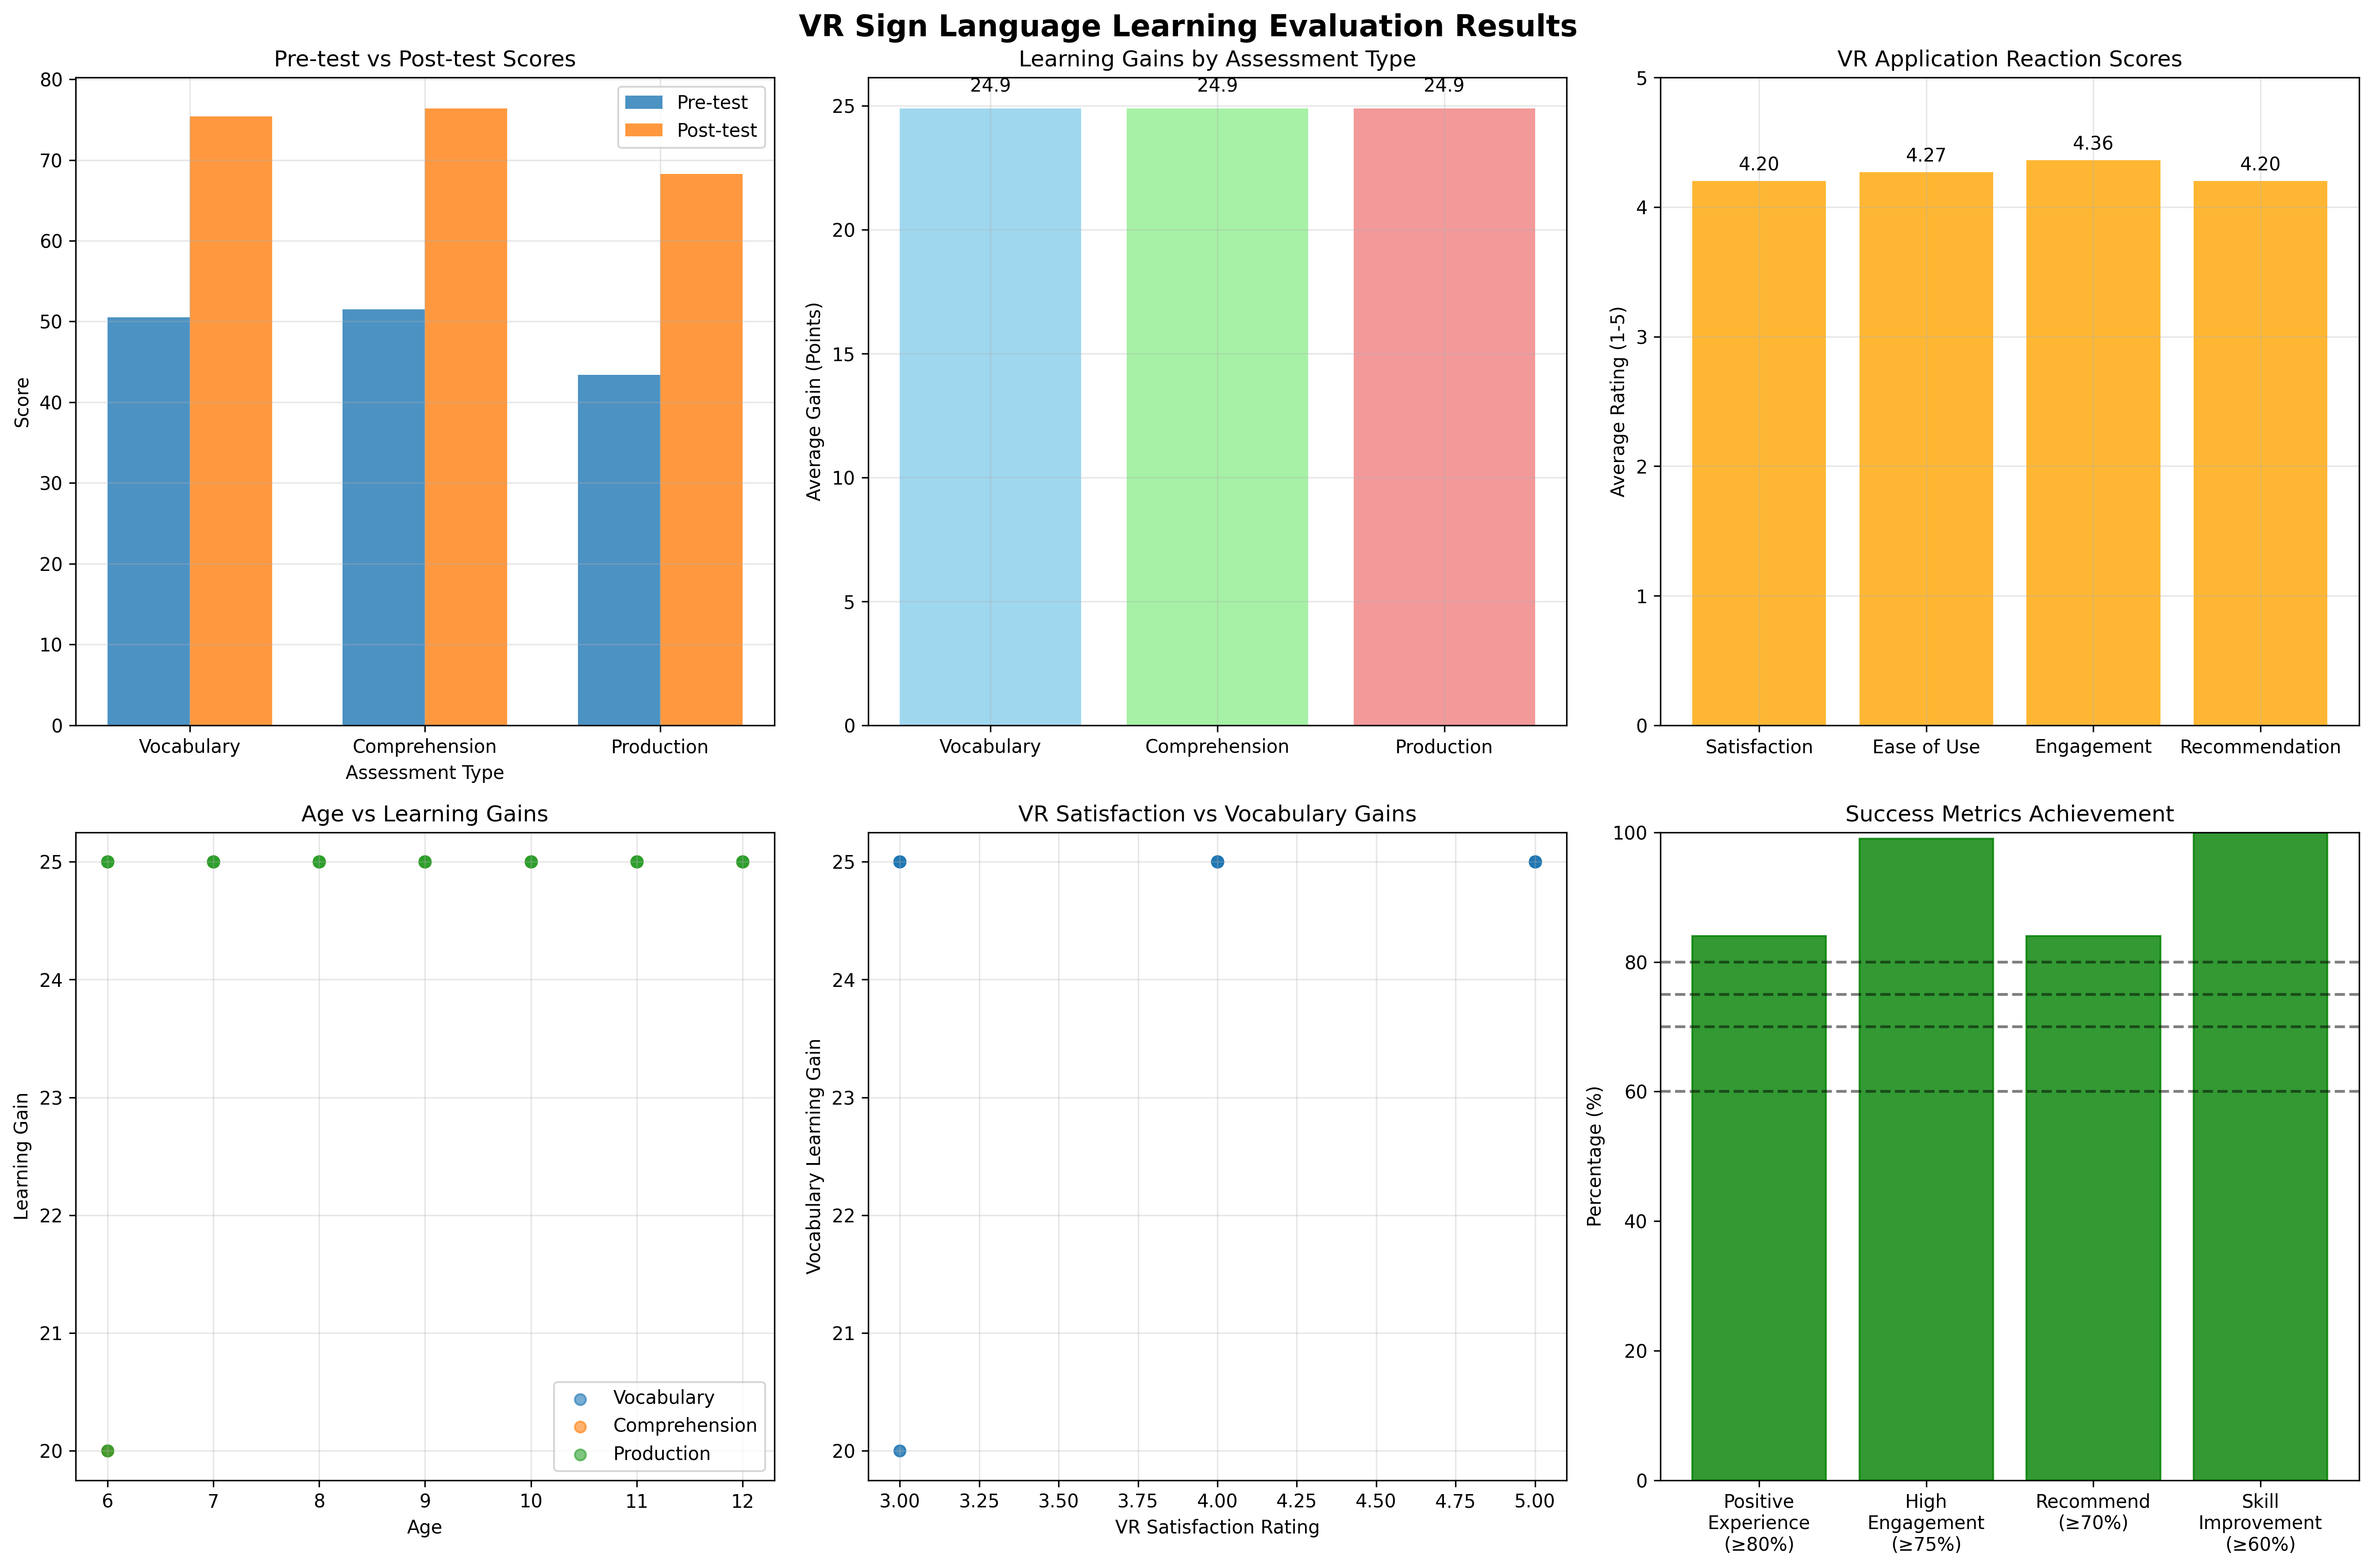 VR Sign Language Learning Evaluation Results
Pre-test vs Post-test Scores
80
70
60
50
40
30
20
10
0
Score
Pre-test
Post-test
Vocabulary
Comprehension
Production
Assessment Type
Learning Gains by Assessment Type
25
20
15
10
5
0
Average Gain (Points)
24.9
24.9
24.9
Vocabulary
Comprehension
Production
VR Application Reaction Scores
5
4
3
2
1
0
Average Rating (1-5)
4.20
4.27
4.36
4.20
Satisfaction
Ease of Use
Engagement
Recommendation
Age vs Learning Gains
25
24
23
22
21
20
Learning Gain
Vocabulary
Comprehension
Production
6
7
8
9
10
11
12
Age
VR Satisfaction vs Vocabulary Gains
25
24
23
22
21
20
Vocabulary Learning Gain
3.00
3.25
3.50
3.75
4.00
4.25
4.50
4.75
5.00
VR Satisfaction Rating
Success Metrics Achievement
100
80
60
40
20
0
Percentage (%)
Positive
Experience
(≥80%)
High
Engagement
(≥75%)
Recommend
(≥70%)
Skill
Improvement
(≥60%)